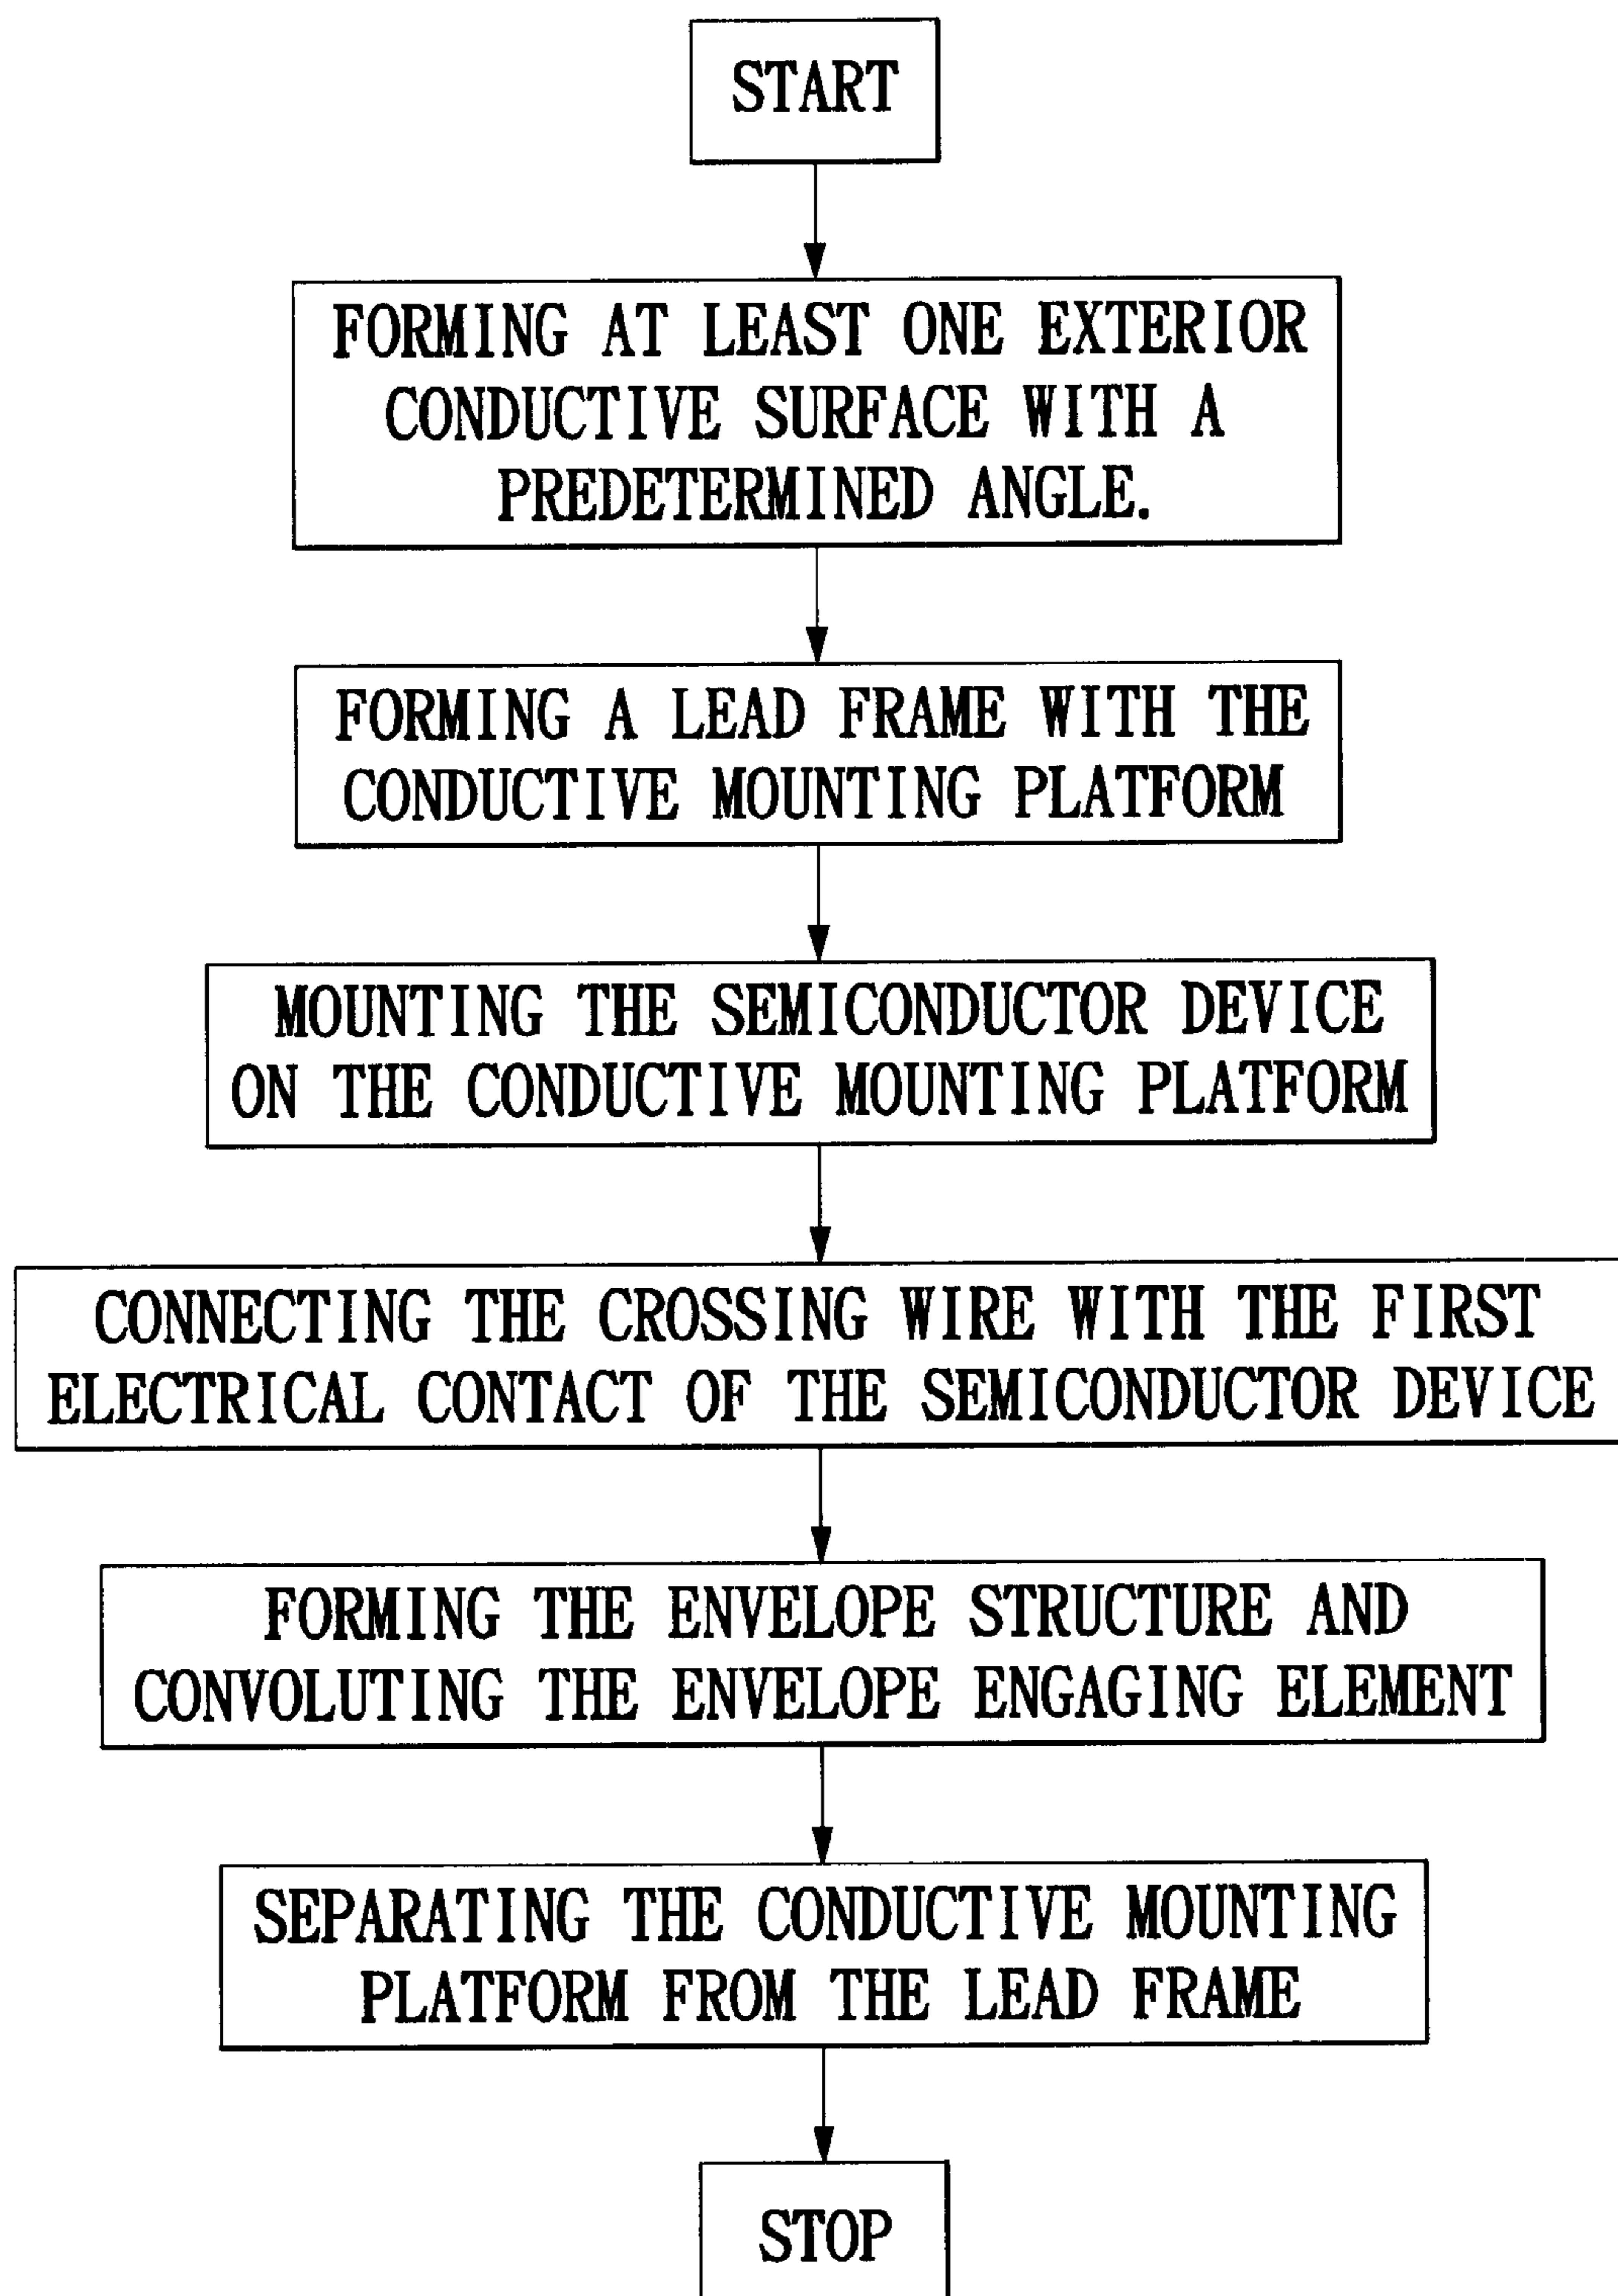 START
FORMING AT LEAST ONE EXTERIOR
CONDUCTIVE SURFACE WITH A
PREDETERMINED ANGLE.
FORMING A LEAD FRAME WITH THE
CONDUCTIVE MOUNTING PLATFORM
MOUNTING THE SEMICONDUCTOR DEVICE
ON THE CONDUCTIVE MOUNTING PLATFORM
CONNECTING THE CROSSING WIRE WITH THE FIRST
ELECTRICAL CONTACT OF THE SEMICONDUCTOR DEVICE
FORMING THE ENVELOPE STRUCTURE AND
CONVOLUTING THE ENVELOPE ENGAGING ELEMENT
SEPARATING THE CONDUCTIVE MOUNTING
PLATFORM FROM THE LEAD FRAME
STOP